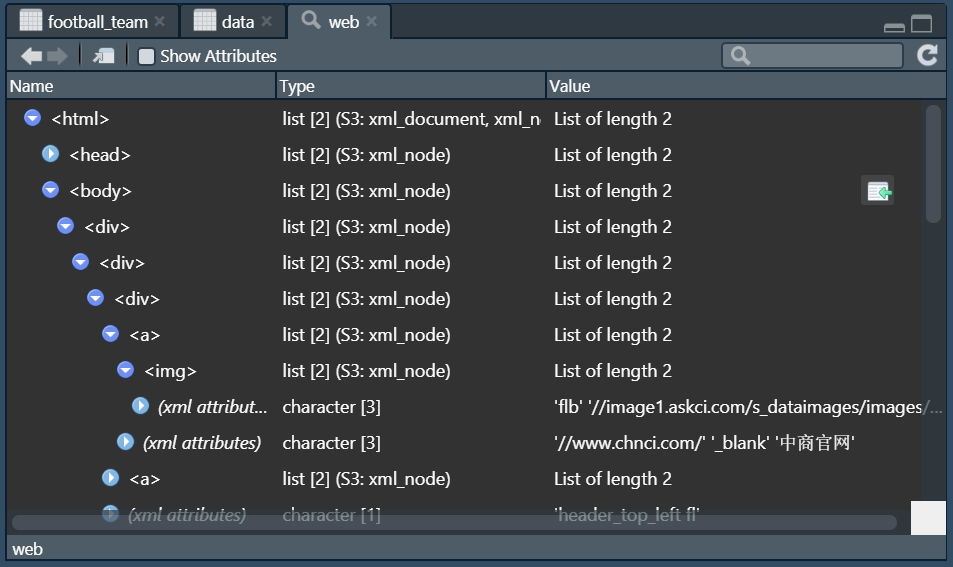 football_team data web
Show Attributes
Name Type Value
<html> list [2] (S3: xml_document, xml_n List of length 2
<head> list [2] (S3: xml_node) List of length 2
<body> list [2] (S3: xml_node) List of length 2
<div> list [2] (S3: xml_node) List of length 2
<div> list [2] (S3: xml_node) List of length 2
<div> list [2] (S3: xml_node) List of length 2
<a> list [2] (S3: xml_node) List of length 2
<img> list [2] (S3: xml_node) List of length 2
(xml attribut... character [3] 'flb' '//image1.askci.com/s_dataimages/images/...
(xml attributes) character [3] '//www.chnci.com/' '_blank' '中商官网'
<a> list [2] (S3: xml_node) List of length 2
(xml attributes) character [1] 'header_top_left fl'
web